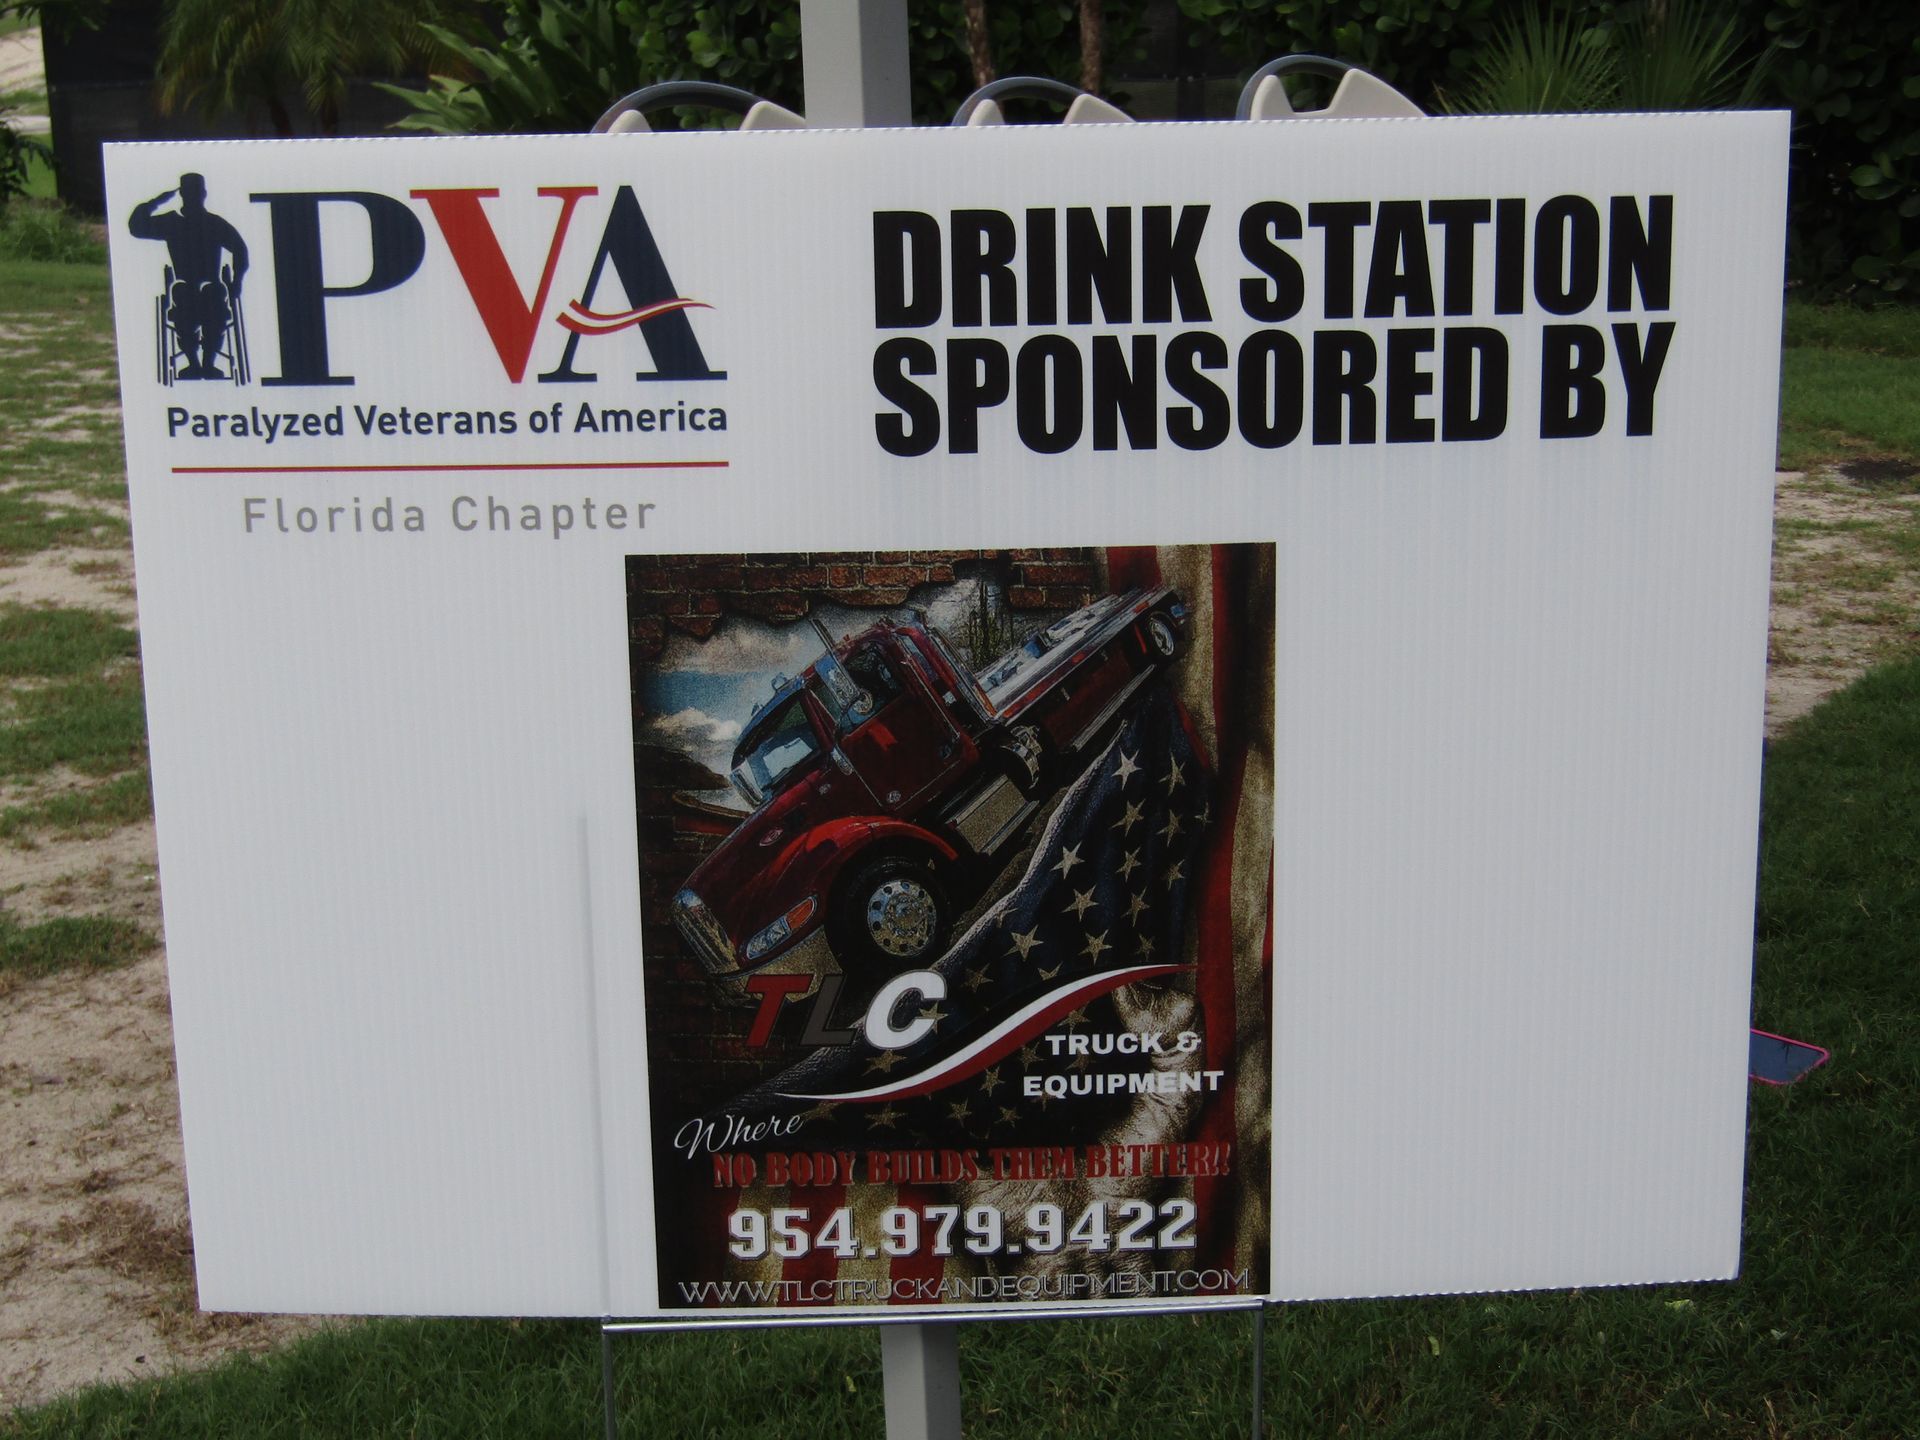 PVA
Paralyzed Veterans of America
Florida Chapter
DRINK STATION
SPONSORED BY
TLC
TRUCK &
EQUIPMENT
Where
NO BODY BUILDS THEM BETTER!!
954.979.9422
WWW.TLCTRUCKANDEQUIPMENT.COM